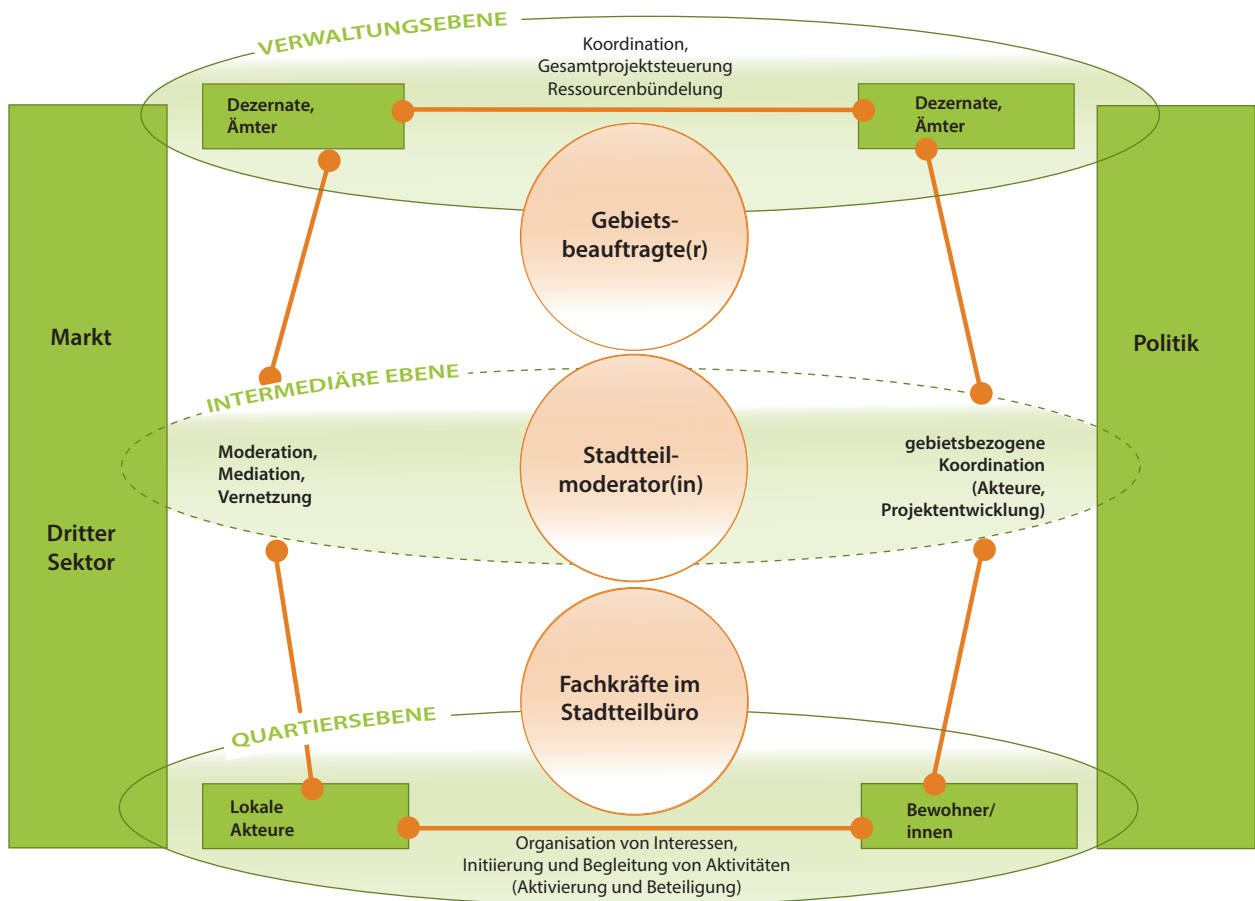 VERWALTUNGSEBENE
Koordination,
Gesamtprojektsteuerung
Ressourcenbündelung
Dezernate,
Ämter
Dezernate,
Ämter
Gebiets-
beauftragte(r)
Markt
Dritter
Sektor
Politik
INTERMEDIÄRE EBENE
Moderation,
Mediation,
Vernetzung
Stadtteil-
moderator(in)
gebietsbezogene
Koordination
(Akteure,
Projektentwicklung)
Fachkräfte im
Stadtteilbüro
QUARTIERSEBENE
Lokale
Akteure
Bewohner/
innen
Organisation von Interessen,
Initiierung und Begleitung von Aktivitäten
(Aktivierung und Beteiligung)